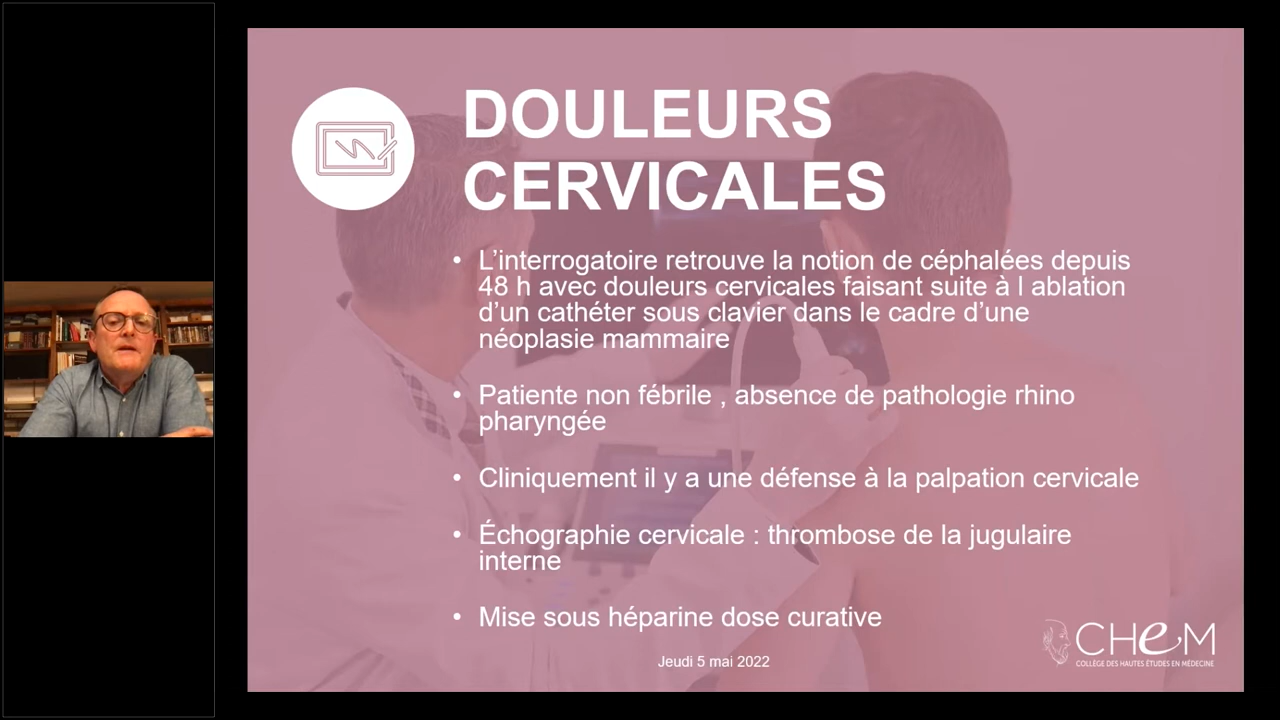 DOULEURS
CERVICALES
• L’interrogatoire retrouve la notion de céphalées depuis
48 h avec douleurs cervicales faisant suite à l ablation
d’un cathéter sous clavier dans le cadre d’une
néoplasie mammaire
• Patiente non fébrile , absence de pathologie rhino
pharyngée
• Cliniquement il y a une défense à la palpation cervicale
• Échographie cervicale : thrombose de la jugulaire
interne
• Mise sous héparine dose curative
Jeudi 5 mai 2022
CHeM
COLLÈGE DES HAUTES ÉTUDES EN MÉDECINE